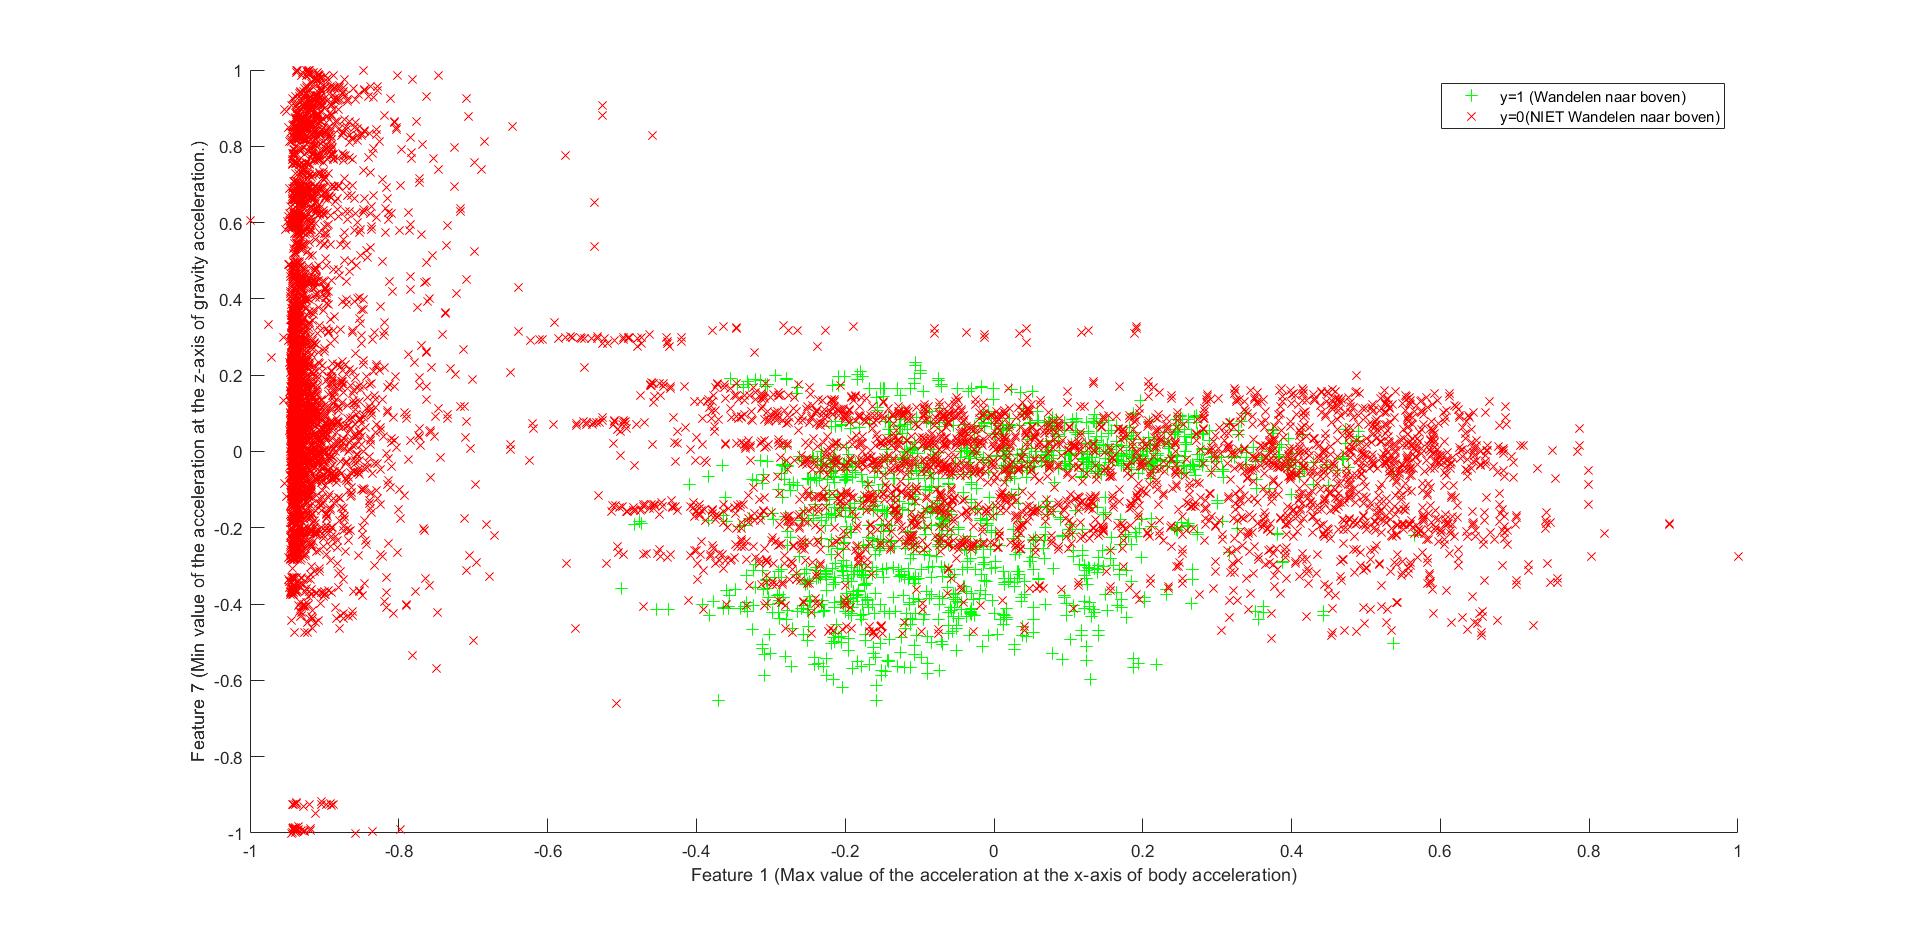 y=1 (Wandelen naar boven)
y=0(NIET Wandelen naar boven)
Feature 7 (Min value of the acceleration at the z-axis of gravity acceleration.)
1
0.8
0.6
0.4
0.2
0
-0.2
-0.4
-0.6
-0.8
-1
-1 -0.8 -0.6 -0.4 -0.2 0 0.2 0.4 0.6 0.8 1
Feature 1 (Max value of the acceleration at the x-axis of body acceleration)